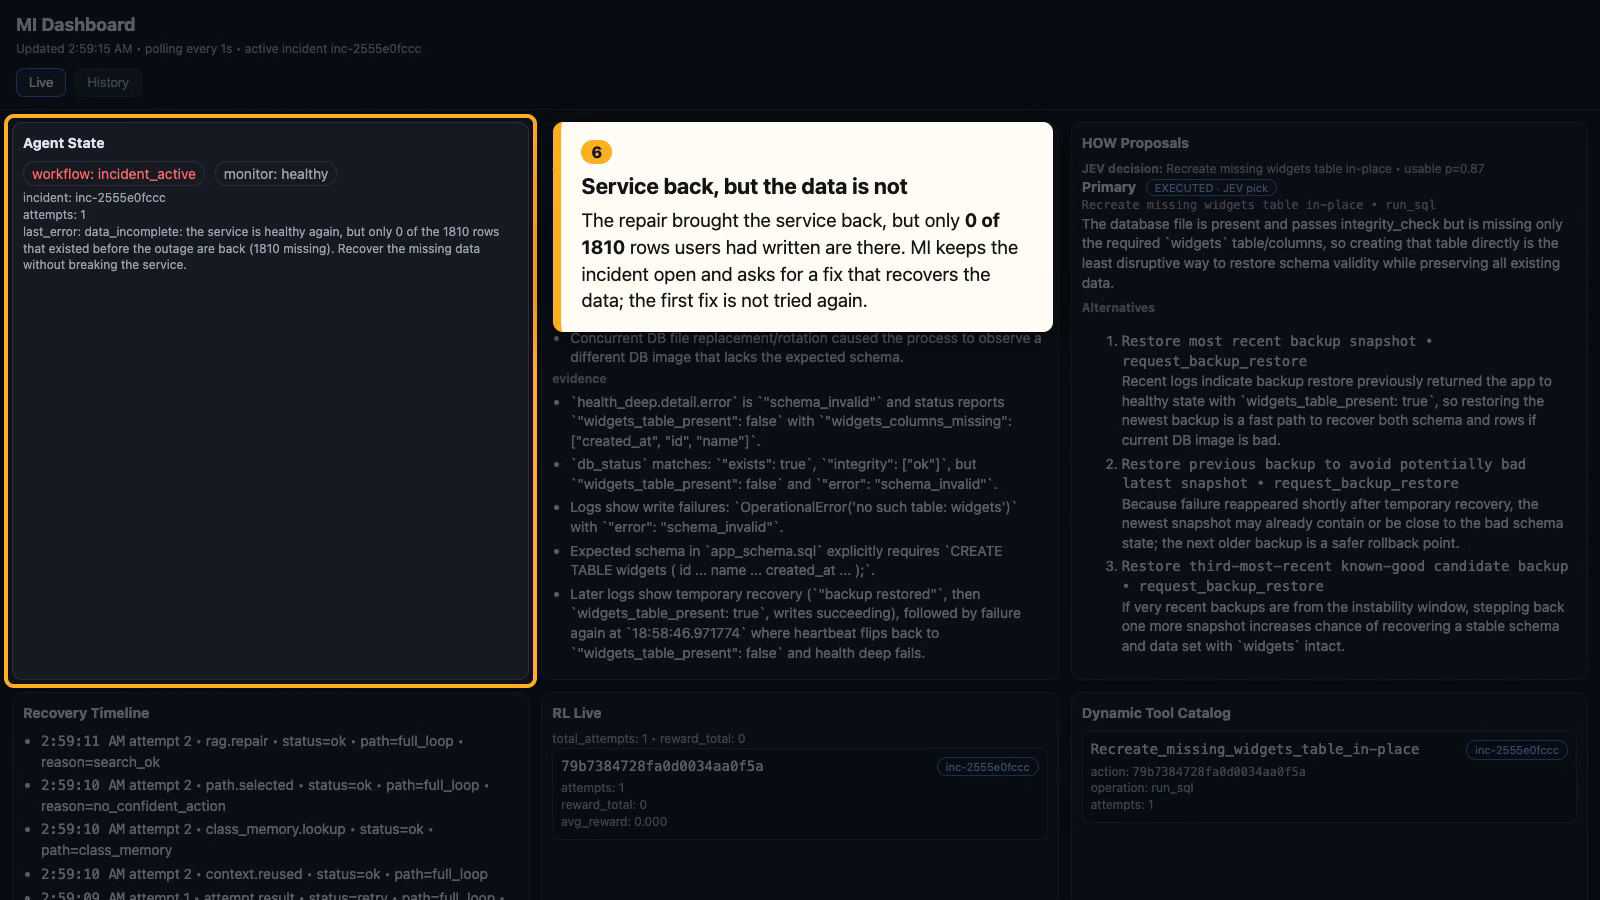 MI Dashboard
Updated 2:59:15 AM • polling every 1s • active incident inc-2555e0fccc
Live
History
Agent State
workflow: incident_active
monitor: healthy
incident: inc-2555e0fccc
attempts: 1
last_error: data_incomplete: the service is healthy again, but only 0 of the 1810 rows
that existed before the outage are back (1810 missing). Recover the missing data
without breaking the service.
6
Service back, but the data is not
The repair brought the service back, but only 0 of
1810 rows users had written are there. MI keeps the
incident open and asks for a fix that recovers the
data; the first fix is not tried again.
• Concurrent DB file replacement/rotation caused the process to observe a
different DB image that lacks the expected schema.
evidence
• `health_deep.detail.error` is `"schema_invalid"` and status reports
`"widgets_table_present": false` with `"widgets_columns_missing":
["created_at", "id", "name"]`.
• `db_status` matches: `"exists": true`, `"integrity": ["ok"]`, but
`"widgets_table_present": false` and `"error": "schema_invalid"`.
• Logs show write failures: `OperationalError('no such table: widgets')`
with `"error": "schema_invalid"`.
• Expected schema in `app_schema.sql` explicitly requires `CREATE
TABLE widgets ( id ... name ... created_at ... );`.
• Later logs show temporary recovery (`"backup restored"`, then
`widgets_table_present: true`, writes succeeding), followed by failure
again at `18:58:46.971774` where heartbeat flips back to
`"widgets_table_present": false` and health deep fails.
HOW Proposals
JEV decision: Recreate missing widgets table in-place • usable p=0.87
Primary EXECUTED · JEV pick
Recreate missing widgets table in-place • run_sql
The database file is present and passes integrity_check but is missing only
the required `widgets` table/columns, so creating that table directly is the
least disruptive way to restore schema validity while preserving all existing
data.
Alternatives
1. Restore most recent backup snapshot •
request_backup_restore
Recent logs indicate backup restore previously returned the app to
healthy state with `widgets_table_present: true`, so restoring the
newest backup is a fast path to recover both schema and rows if
current DB image is bad.
2. Restore previous backup to avoid potentially bad
latest snapshot • request_backup_restore
Because failure reappeared shortly after temporary recovery, the
newest snapshot may already contain or be close to the bad schema
state; the next older backup is a safer rollback point.
3. Restore third-most-recent known-good candidate backup
• request_backup_restore
If very recent backups are from the instability window, stepping back
one more snapshot increases chance of recovering a stable schema
and data set with `widgets` intact.
Recovery Timeline
• 2:59:11 AM attempt 2 • rag.repair • status=ok • path=full_loop •
reason=search_ok
• 2:59:10 AM attempt 2 • path.selected • status=ok • path=full_loop •
reason=no_confident_action
• 2:59:10 AM attempt 2 • class_memory.lookup • status=ok •
path=class_memory
• 2:59:10 AM attempt 2 • context.reused • status=ok • path=full_loop
• 2:59:09 AM attempt 1 • attempt.result • status=retry • path=full_loop •
RL Live
total_attempts: 1 • reward_total: 0
79b7384728fa0d0034aa0f5a
inc-2555e0fccc
attempts: 1
reward_total: 0
avg_reward: 0.000
Dynamic Tool Catalog
Recreate_missing_widgets_table_in-place
inc-2555e0fccc
action: 79b7384728fa0d0034aa0f5a
operation: run_sql
attempts: 1